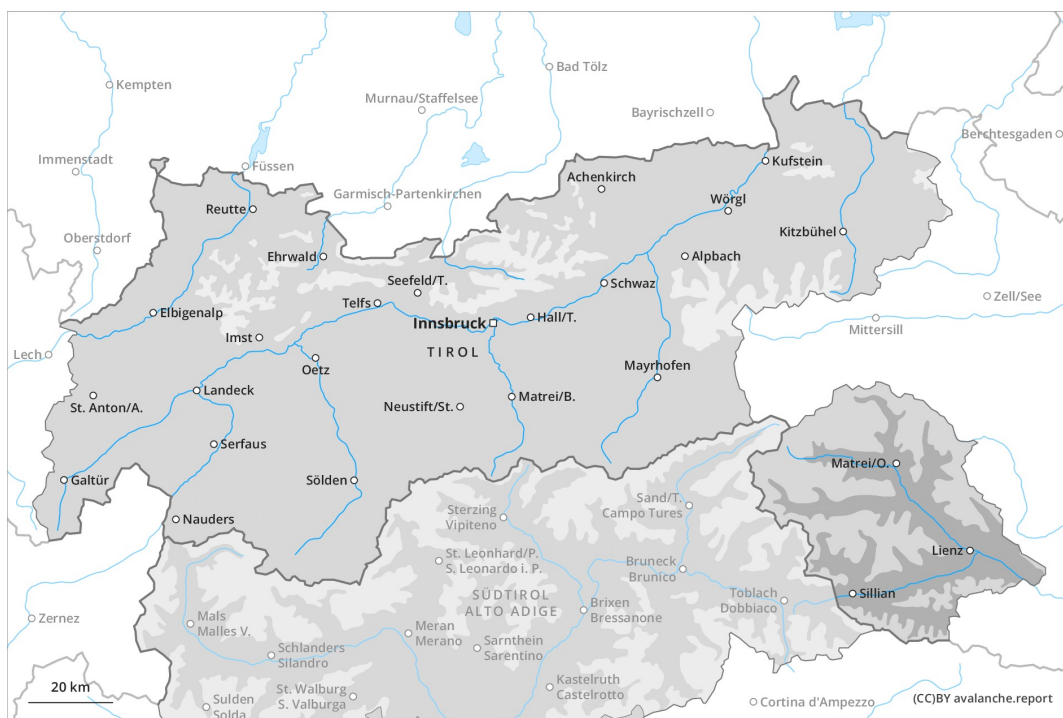 Kempten
Bad Tölz
Murnau/Staffelsee
Bayrischzell
Berchtesgaden
Immenstadt
Füssen
Kufstein
Achenkirch
Garmisch-Partenkirchen
Reutte
Wörgl
Oberstdorf
Kitzbühel
Ehrwald
Alpbach
Seefeld/T.
Schwaz
Telfs
Zell/See
Elbigenalp
Innsbruck
Hall/T.
Mittersill
Imst
TIROL
Lech
Oetz
Mayrhofen
Landeck
St. Anton/A.
Neustift/St.
Matrei/B.
Serfaus
Matrei/O.
Galtür
Sölden
Sand/T.
Campo Tures
Sterzing
Vipiteno
Nauders
St. Leonhard/P.
S. Leonardo i. P.
Lienz
Bruneck
Brunico
SÜDTIROL
ALTO ADIGE
Toblach
Dobbiaco
Sillian
Brixen
Bressanone
Zernez
Mals
Malles V.
Meran
Merano
Sarnthein
Sarentino
Schlanders
Silandro
Kastelruth
Castelrotto
20 km
St. Walburg
S. Valburga
Sulden
Solda
Cortina d'Ampezzo
(CC)BY avalanche.report